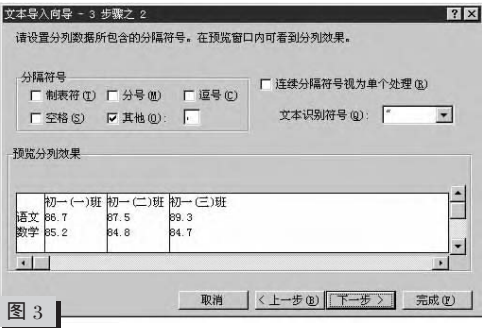 文本导入向导 - 3 步骤之 2
请设置分列数据所包含的分隔符号。在预览窗口内可看到分列效果。
分隔符号
制表符(T) 分号(M) 逗号(C)
空格(S) 其他(O):
连续分隔符号视为单个处理(R)
文本识别符号(Q): "
预览分列效果
初一(一)班 初一(二)班 初一(三)班
语文 86.7 87.5 89.3
数学 85.2 84.8 84.7
取消 < 上一步(B) 下一步 > 完成(F)
图 3